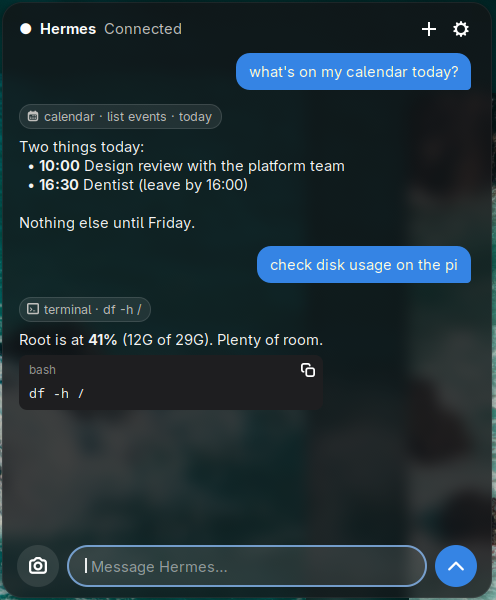 Hermes Connected
what's on my calendar today?
calendar · list events · today
Two things today:
• 10:00 Design review with the platform team
• 16:30 Dentist (leave by 16:00)
Nothing else until Friday.
check disk usage on the pi
terminal · df -h /
Root is at 41% (12G of 29G). Plenty of room.
bash
df -h /
Message Hermes...